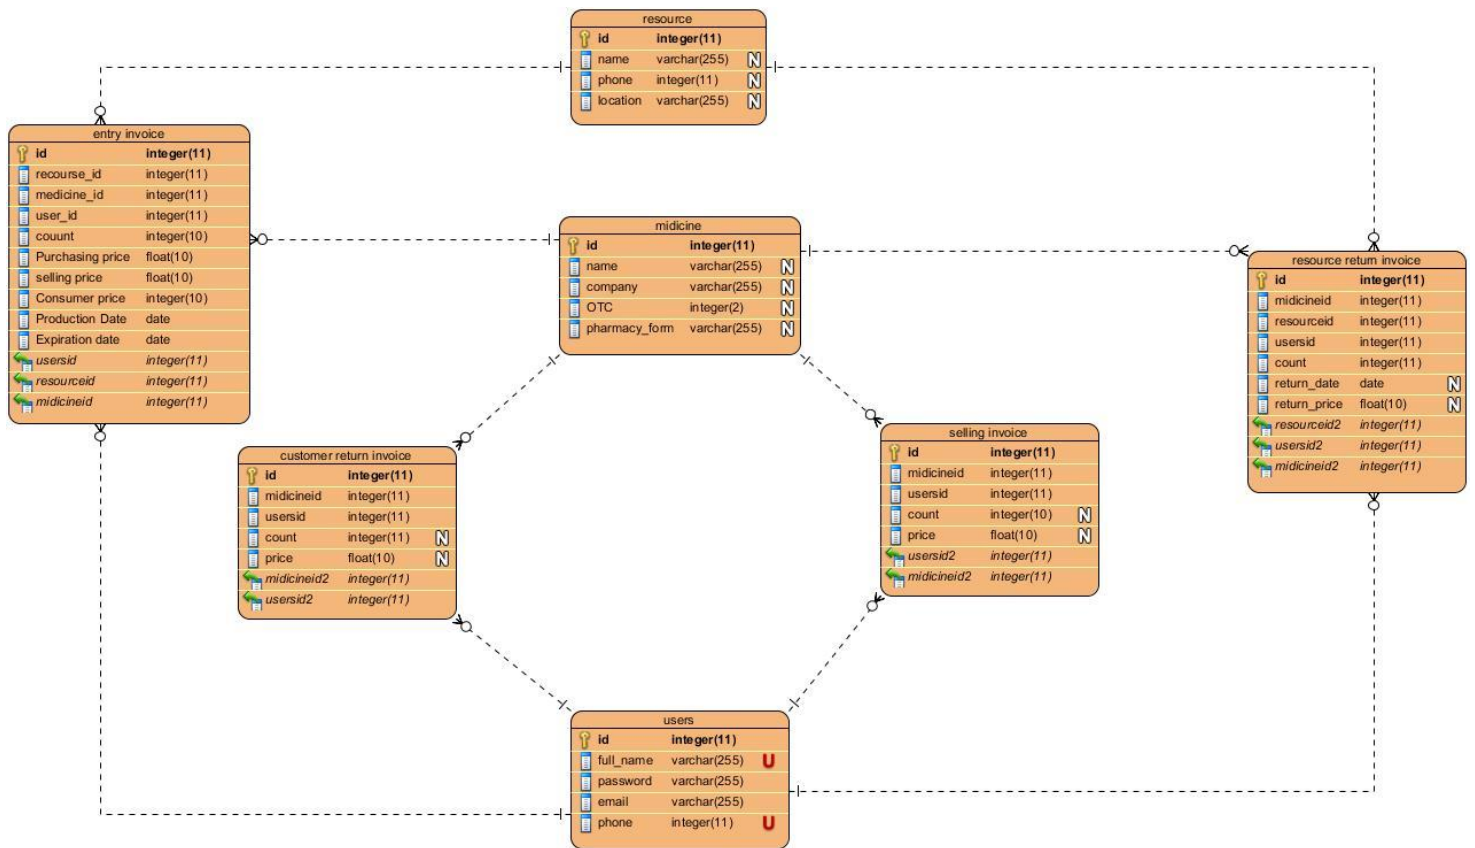 resource
id integer(11)
name varchar(255) N
phone integer(11) N
location varchar(255) N
entry invoice
id integer(11)
recourse_id integer(11)
medicine_id integer(11)
user_id integer(11)
couunt integer(10)
Purchasing price float(10)
selling price float(10)
Consumer price integer(10)
Production Date date
Expiration date date
usersid integer(11)
resourceid integer(11)
midicineid integer(11)
midicine
id integer(11)
name varchar(255) N
company varchar(255) N
OTC integer(2) N
pharmacy_form varchar(255) N
resource return invoice
id integer(11)
midicineid integer(11)
resourceid integer(11)
usersid integer(11)
count integer(11)
return_date date N
return_price float(10) N
resourceid2 integer(11)
usersid2 integer(11)
midicineid2 integer(11)
customer return invoice
id integer(11)
midicineid integer(11)
usersid integer(11)
count integer(11) N
price float(10) N
midicineid2 integer(11)
usersid2 integer(11)
selling invoice
id integer(11)
midicineid integer(11)
usersid integer(11)
count integer(10) N
price float(10) N
usersid2 integer(11)
midicineid2 integer(11)
users
id integer(11)
full_name varchar(255) U
password varchar(255)
email varchar(255)
phone integer(11) U